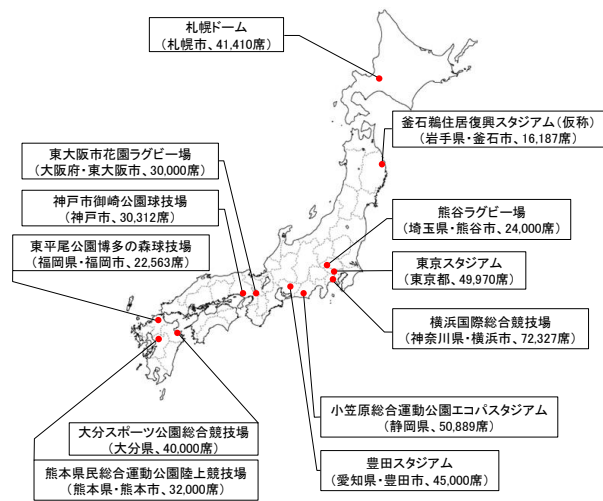 札幌ドーム
（札幌市、41,410席）
釜石鵜住居復興スタジアム（仮称）
（岩手県・釜石市、16,187席）
東大阪市花園ラグビー場
（大阪府・東大阪市、30,000席）
神戸市御崎公園球技場
（神戸市、30,312席）
東平尾公園博多の森球技場
（福岡県・福岡市、22,563席）
熊谷ラグビー場
（埼玉県・熊谷市、24,000席）
東京スタジアム
（東京都、49,970席）
横浜国際総合競技場
（神奈川県・横浜市、72,327席）
小笠原総合運動公園エコパスタジアム
（静岡県、50,889席）
大分スポーツ公園総合競技場
（大分県、40,000席）
豊田スタジアム
（愛知県・豊田市、45,000席）
熊本県民総合運動公園陸上競技場
（熊本県・熊本市、32,000席）